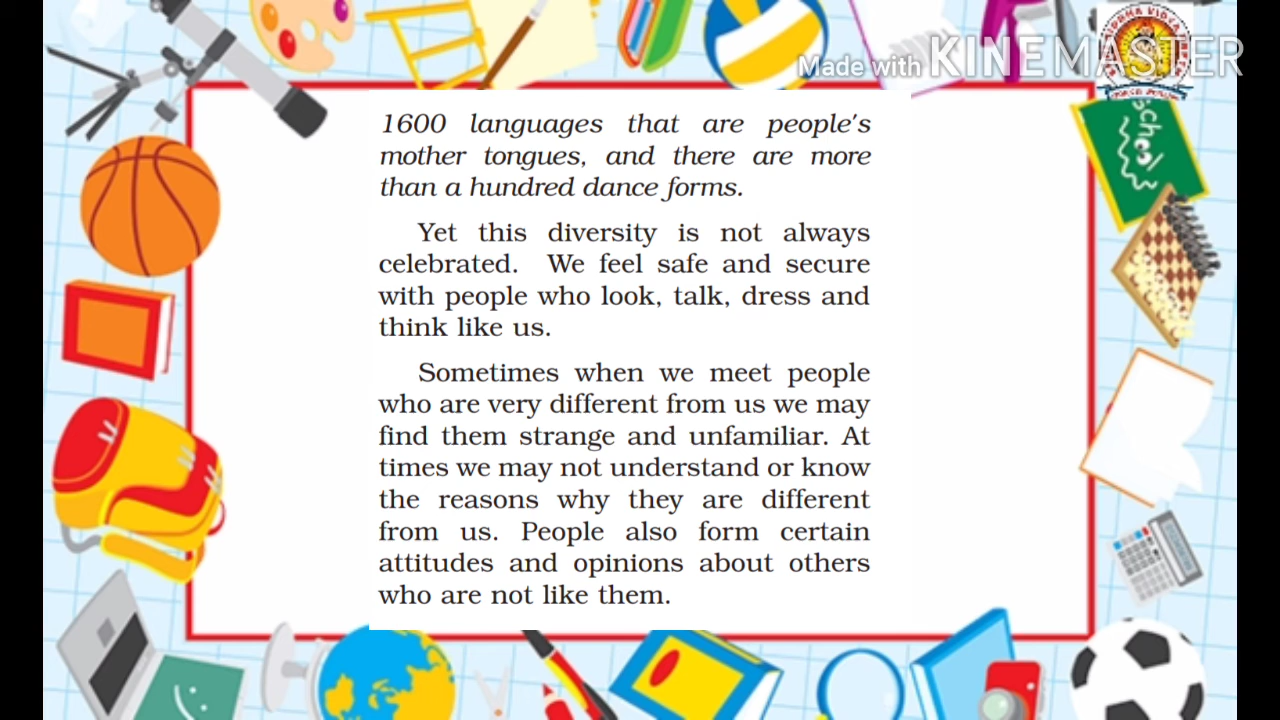 Made with KINEMASTER
1600 languages that are people's
mother tongues, and there are more
than a hundred dance forms.
Yet this diversity is not always
celebrated. We feel safe and secure
with people who look, talk, dress and
think like us.
Sometimes when we meet people
who are very different from us we may
find them strange and unfamiliar. At
times we may not understand or know
the reasons why they are different
from us. People also form certain
attitudes and opinions about others
who are not like them.
school